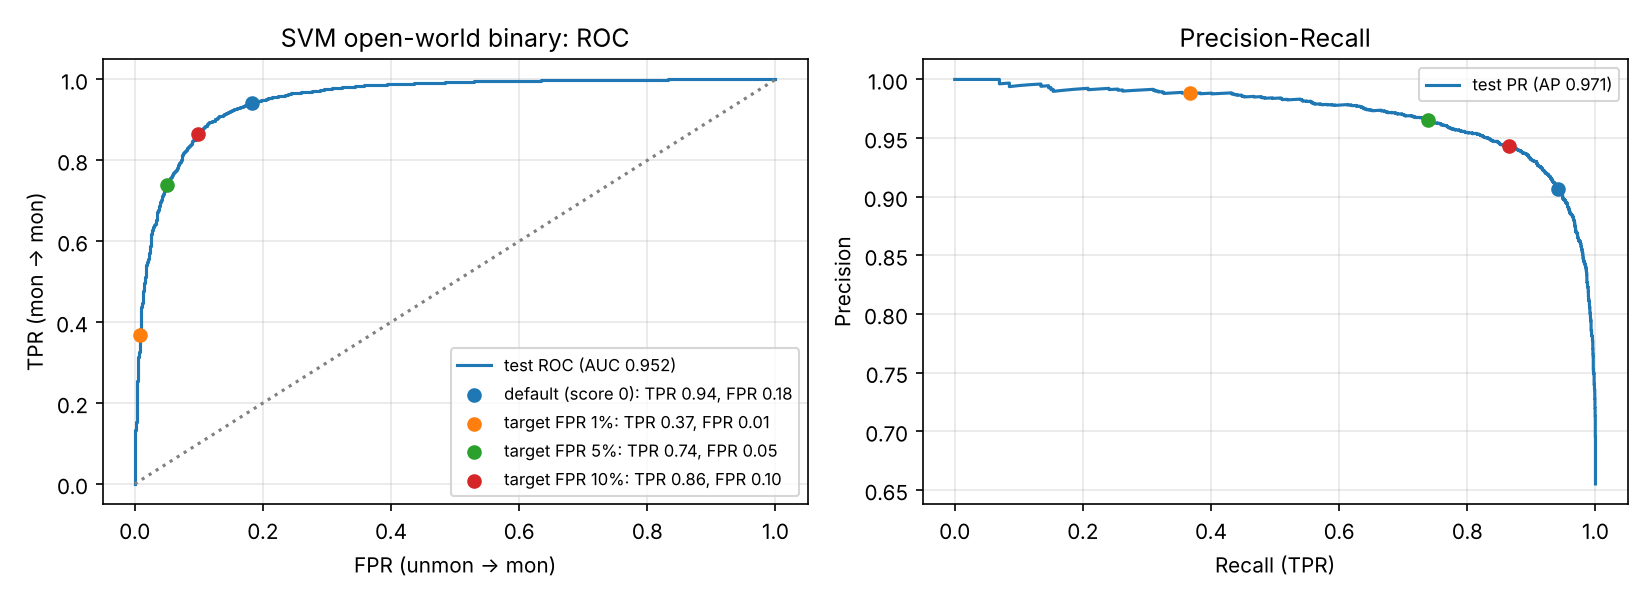 SVM open-world binary: ROC
TPR (mon → mon)
1.0
0.8
0.6
0.4
0.2
0.0
test ROC (AUC 0.952)
default (score 0): TPR 0.94, FPR 0.18
target FPR 1%: TPR 0.37, FPR 0.01
target FPR 5%: TPR 0.74, FPR 0.05
target FPR 10%: TPR 0.86, FPR 0.10
0.0 0.2 0.4 0.6 0.8 1.0
FPR (unmon → mon)
Precision-Recall
Precision
1.00
0.95
0.90
0.85
0.80
0.75
0.70
0.65
test PR (AP 0.971)
0.0 0.2 0.4 0.6 0.8 1.0
Recall (TPR)